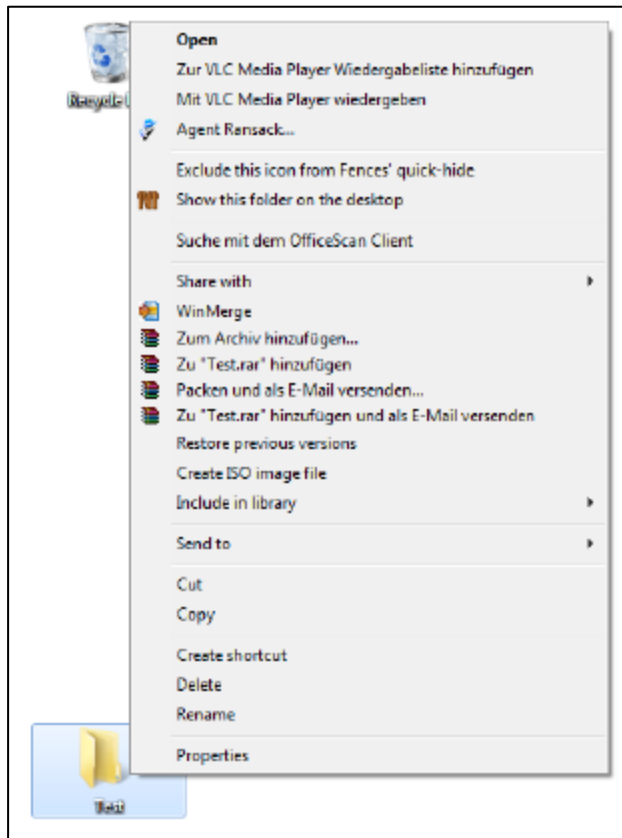 Recycle
Open
Zur VLC Media Player Wiedergabeliste hinzufügen
Mit VLC Media Player wiedergeben
Agent Ransack...
Exclude this icon from Fences' quick-hide
Show this folder on the desktop
Suche mit dem OfficeScan Client
Share with
WinMerge
Zum Archiv hinzufügen...
Zu "Test.rar" hinzufügen
Packen und als E-Mail versenden...
Zu "Test.rar" hinzufügen und als E-Mail versenden
Restore previous versions
Create ISO image file
Include in library
Send to
Cut
Copy
Create shortcut
Delete
Rename
Properties
Test